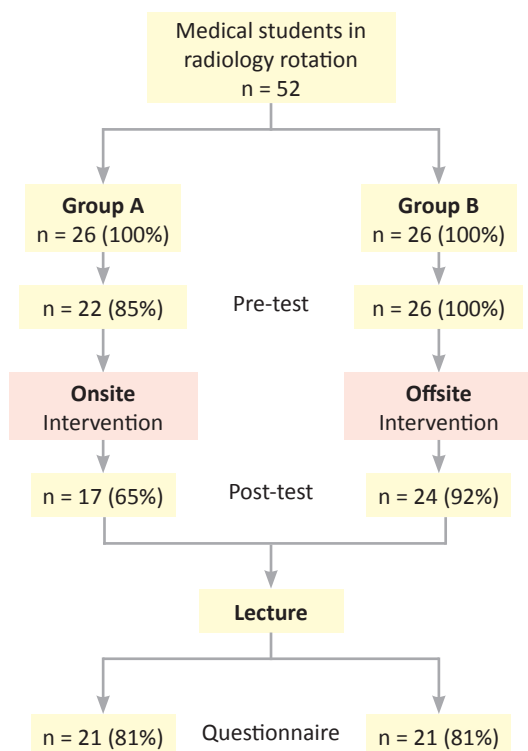 Medical students in
radiology rotation
n = 52
Group A
n = 26 (100%)
Group B
n = 26 (100%)
n = 22 (85%)
Pre-test
n = 26 (100%)
Onsite
Intervention
Offsite
Intervention
n = 17 (65%)
Post-test
n = 24 (92%)
Lecture
n = 21 (81%)
Questionnaire
n = 21 (81%)